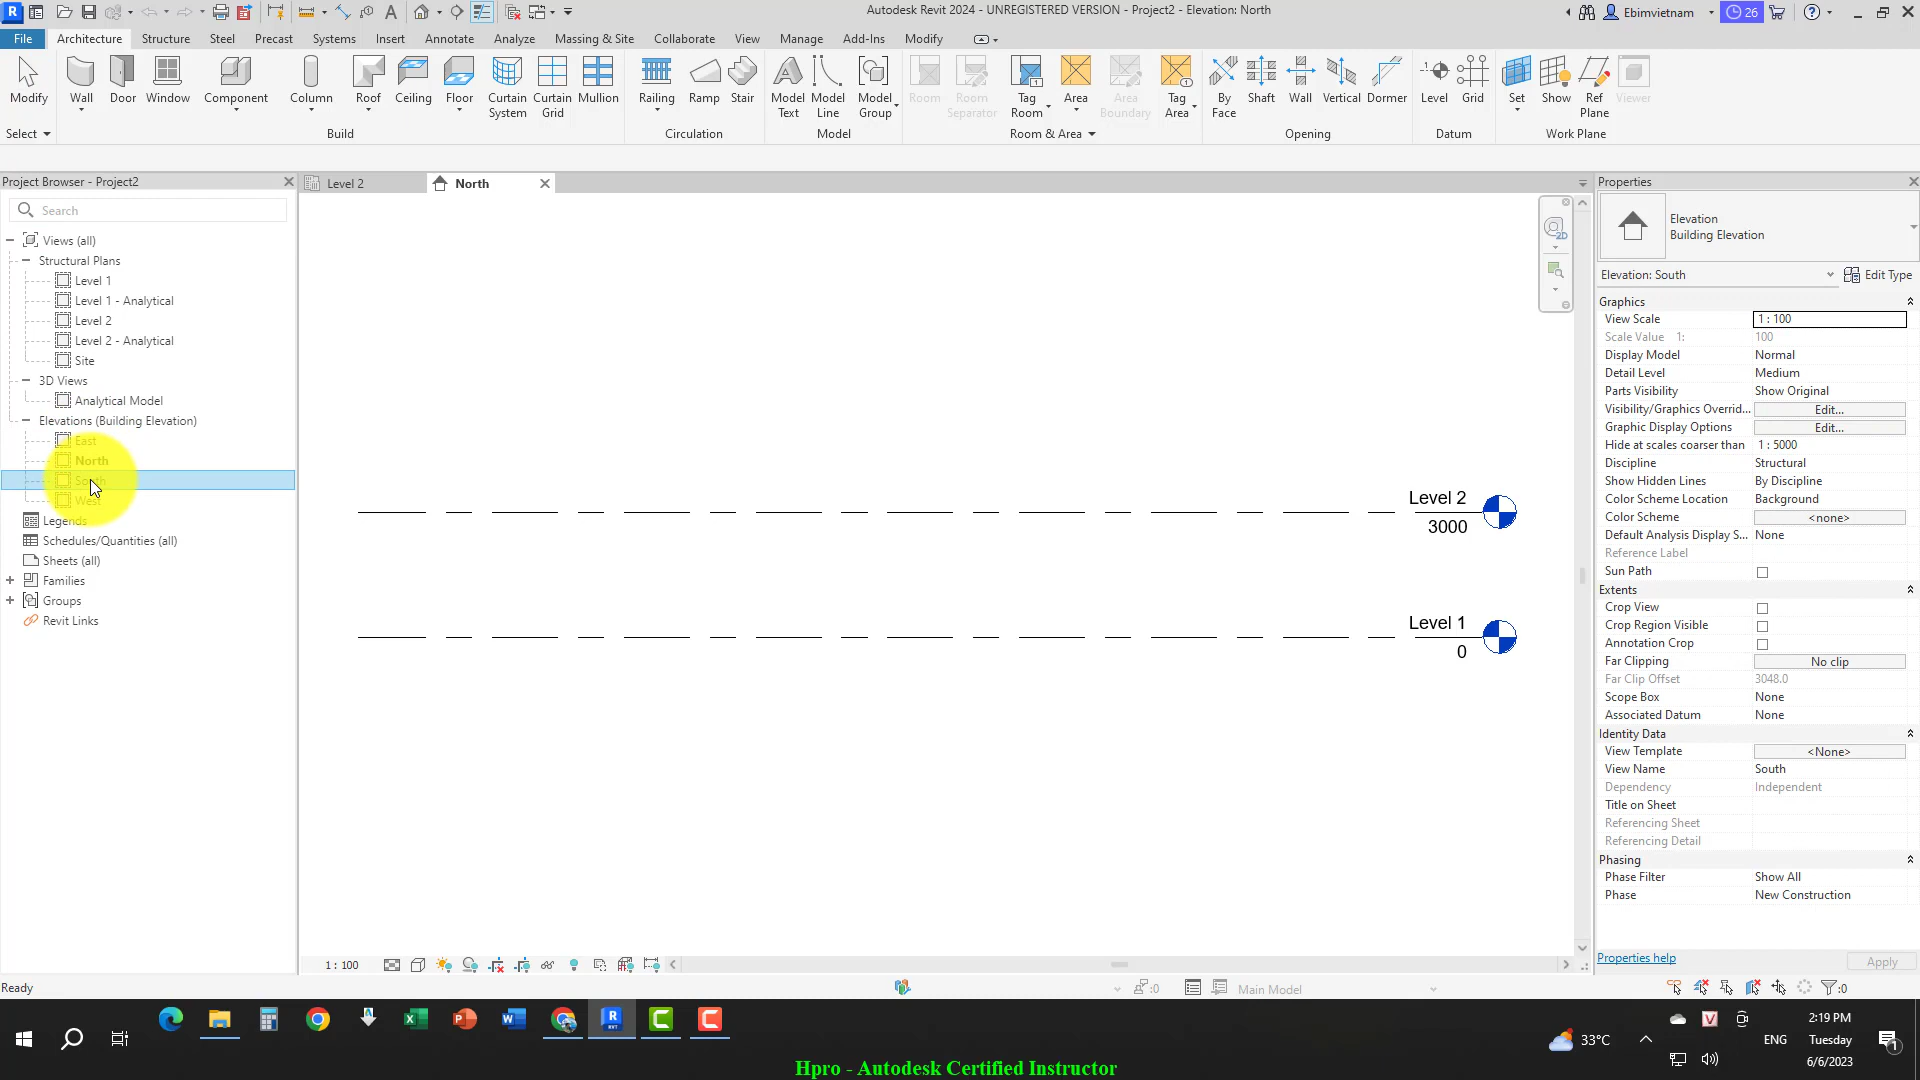 Autodesk Revit 2024 - UNREGISTERED VERSION - Project2 - Elevation: North
Ebimvietnam
26
File Architecture Structure Steel Precast Systems Insert Annotate Analyze Massing & Site Collaborate View Manage Add-Ins Modify
Modify Wall Door Window Component Column Roof Ceiling Floor Curtain System Curtain Grid Mullion Railing Ramp Stair Model Text Model Line Model Group Room Room Separator Tag Room Area Area Boundary Tag Area By Face Shaft Wall Vertical Dormer Level Grid Set Show Ref Plane Viewer
Select Build Circulation Model Room & Area Opening Datum Work Plane
Project Browser - Project2
Search
Views (all)
Structural Plans
Level 1
Level 1 - Analytical
Level 2
Level 2 - Analytical
Site
3D Views
Analytical Model
Elevations (Building Elevation)
East
North
South
West
Legends
Schedules/Quantities (all)
Sheets (all)
Families
Groups
Revit Links
Level 2
North
2D
Level 2
3000
Level 1
0
Properties
Elevation
Building Elevation
Elevation: South Edit Type
Graphics
View Scale 1 : 100
Scale Value 1: 100
Display Model Normal
Detail Level Medium
Parts Visibility Show Original
Visibility/Graphics Overrid... Edit...
Graphic Display Options Edit...
Hide at scales coarser than 1 : 5000
Discipline Structural
Show Hidden Lines By Discipline
Color Scheme Location Background
Color Scheme <none>
Default Analysis Display S... None
Reference Label
Sun Path
Extents
Crop View
Crop Region Visible
Annotation Crop
Far Clipping No clip
Far Clip Offset 3048.0
Scope Box None
Associated Datum None
Identity Data
View Template <None>
View Name South
Dependency Independent
Title on Sheet
Referencing Sheet
Referencing Detail
Phasing
Phase Filter Show All
Phase New Construction
Properties help Apply
1 : 100
Ready
:0
Main Model
:0
33°C
ENG
2:19 PM
Tuesday
6/6/2023
1
Hpro - Autodesk Certified Instructor